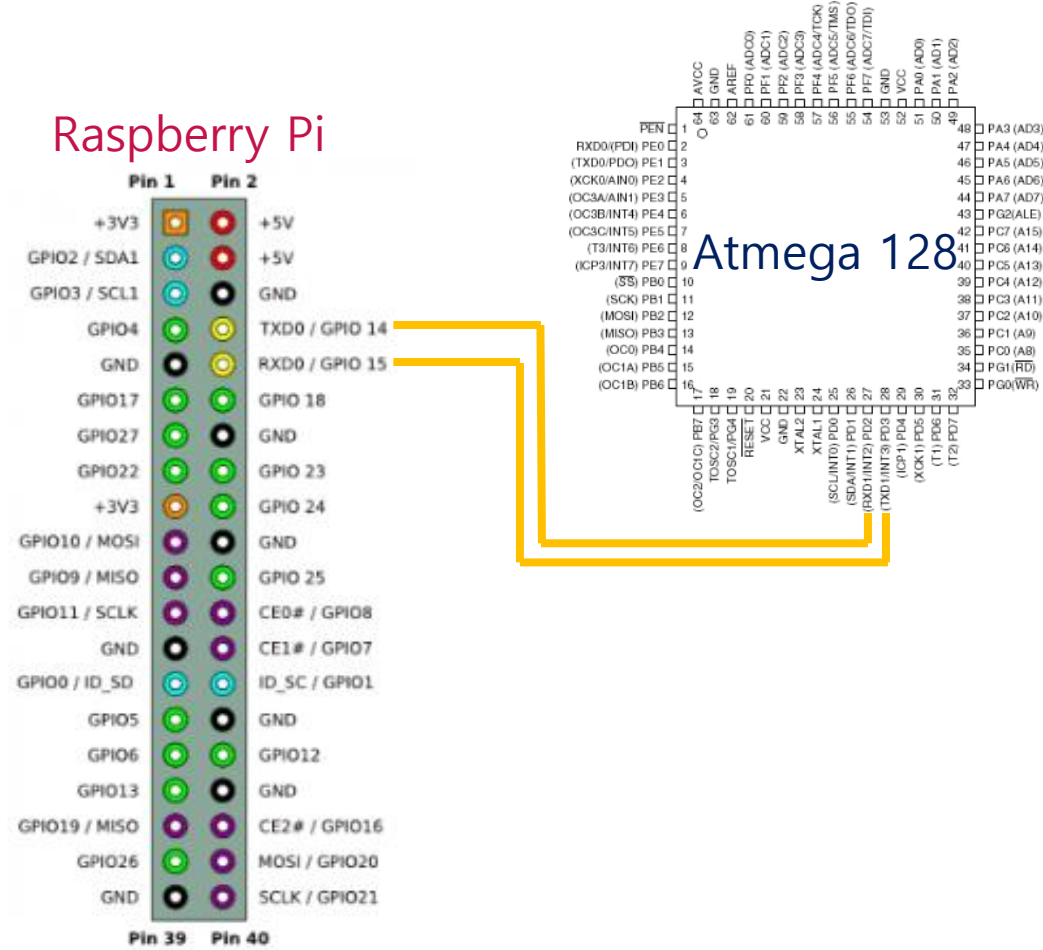 Raspberry Pi
Pin 1 Pin 2
+3V3 +5V
GPIO2 / SDA1 +5V
GPIO3 / SCL1 GND
GPIO4 TXD0 / GPIO 14
GND RXD0 / GPIO 15
GPIO17 GPIO 18
GPIO27 GND
GPIO22 GPIO 23
+3V3 GPIO 24
GPIO10 / MOSI GND
GPIO9 / MISO GPIO 25
GPIO11 / SCLK CE0# / GPIO8
GND CE1# / GPIO7
GPIO0 / ID_SD ID_SC / GPIO1
GPIO5 GND
GPIO6 GPIO12
GPIO13 GND
GPIO19 / MISO CE2# / GPIO16
GPIO26 MOSI / GPIO20
GND SCLK / GPIO21
Pin 39 Pin 40
Atmega 128
AVCC 64
GND 63
AREF 62
PF0 (ADC0) 61
PF1 (ADC1) 60
PF2 (ADC2) 59
PF3 (ADC3) 58
PF4 (ADC4/TCK) 57
PF5 (ADC5/TMS) 56
PF6 (ADC6/TDO) 55
PF7 (ADC7/TDI) 54
GND 53
VCC 52
PA0 (AD0) 51
PA1 (AD1) 50
PA2 (AD2) 49
PEN 1
RXD0/(PDI) PE0 2
(TXD0/PDO) PE1 3
(XCK0/AIN0) PE2 4
(OC3A/AIN1) PE3 5
(OC3B/INT4) PE4 6
(OC3C/INT5) PE5 7
(T3/INT6) PE6 8
(ICP3/INT7) PE7 9
(SS) PB0 10
(SCK) PB1 11
(MOSI) PB2 12
(MISO) PB3 13
(OC0) PB4 14
(OC1A) PB5 15
(OC1B) PB6 16
48 PA3 (AD3)
47 PA4 (AD4)
46 PA5 (AD5)
45 PA6 (AD6)
44 PA7 (AD7)
43 PG2(ALE)
42 PC7 (A15)
41 PC6 (A14)
40 PC5 (A13)
39 PC4 (A12)
38 PC3 (A11)
37 PC2 (A10)
36 PC1 (A9)
35 PC0 (A8)
34 PG1(RD)
33 PG0(WR)
(OC2/OC1C) PB7 17
TOSC2/PG3 18
TOSC1/PG4 19
RESET 20
VCC 21
GND 22
XTAL2 23
XTAL1 24
(SCL/INT0) PD0 25
(SDA/INT1) PD1 26
(RXD1/INT2) PD2 27
(TXD1/INT3) PD3 28
(ICP1) PD4 29
(XCK1) PD5 30
(T1) PD6 31
(T2) PD7 32